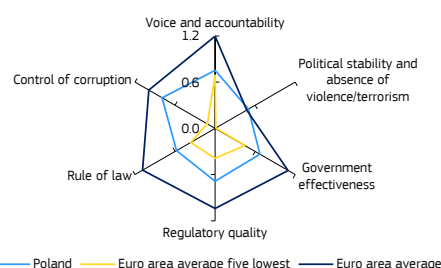 Voice and accountability
1.2
Political stability and
absence of
violence/terrorism
Control of corruption
0.6
0.0
Government
effectiveness
Rule of law
Regulatory quality
Poland
Euro area average five lowest
Euro area average